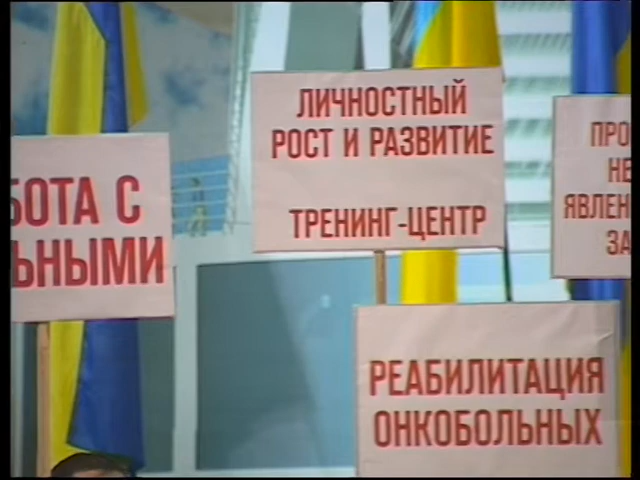 БОТА С
ЬНЫМИ
ЛИЧНОСТНЫЙ
РОСТ И РАЗВИТИЕ
ТРЕНИНГ-ЦЕНТР
ПРО
НЕ
ЯВЛЕН
ЗА
РЕАБИЛИТАЦИЯ
ОНКОБОЛЬНЫХ